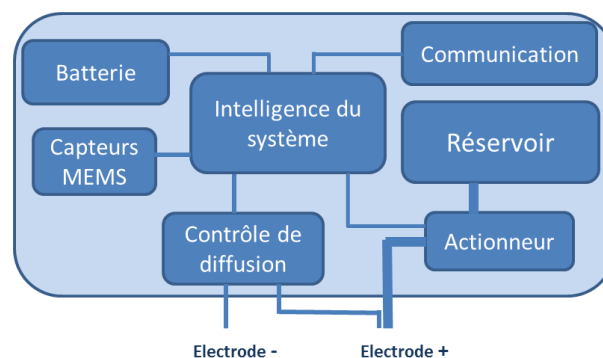 Batterie
Communication
Intelligence du
système
Capteurs
MEMS
Réservoir
Contrôle de
diffusion
Actionneur
Electrode -
Electrode +